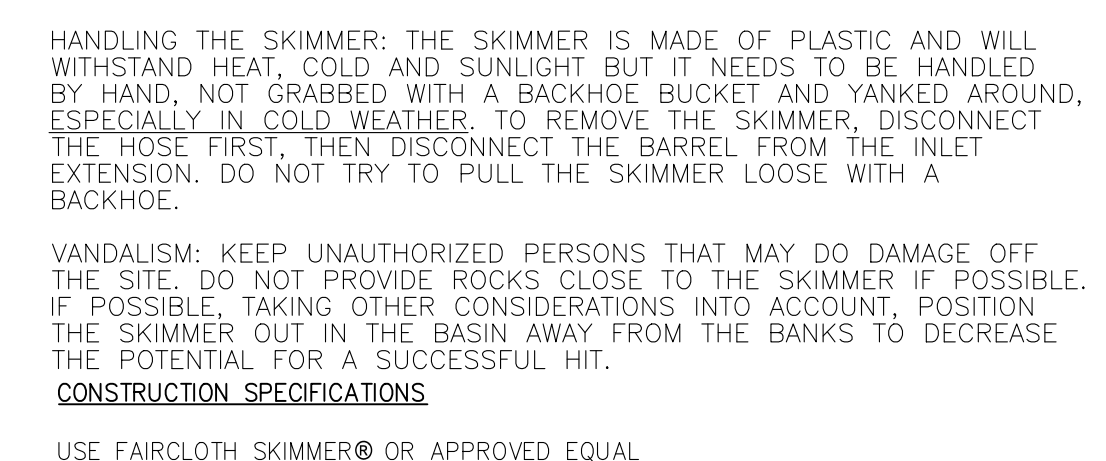 HANDLING THE SKIMMER: THE SKIMMER IS MADE OF PLASTIC AND WILL
WITHSTAND HEAT, COLD AND SUNLIGHT BUT IT NEEDS TO BE HANDLED
BY HAND, NOT GRABBED WITH A BACKHOE BUCKET AND YANKED AROUND,
ESPECIALLY IN COLD WEATHER. TO REMOVE THE SKIMMER, DISCONNECT
THE HOSE FIRST, THEN DISCONNECT THE BARREL FROM THE INLET
EXTENSION. DO NOT TRY TO PULL THE SKIMMER LOOSE WITH A
BACKHOE.
VANDALISM: KEEP UNAUTHORIZED PERSONS THAT MAY DO DAMAGE OFF
THE SITE. DO NOT PROVIDE ROCKS CLOSE TO THE SKIMMER IF POSSIBLE.
IF POSSIBLE, TAKING OTHER CONSIDERATIONS INTO ACCOUNT, POSITION
THE SKIMMER OUT IN THE BASIN AWAY FROM THE BANKS TO DECREASE
THE POTENTIAL FOR A SUCCESSFUL HIT.
CONSTRUCTION SPECIFICATIONS
USE FAIRCLOTH SKIMMER® OR APPROVED EQUAL